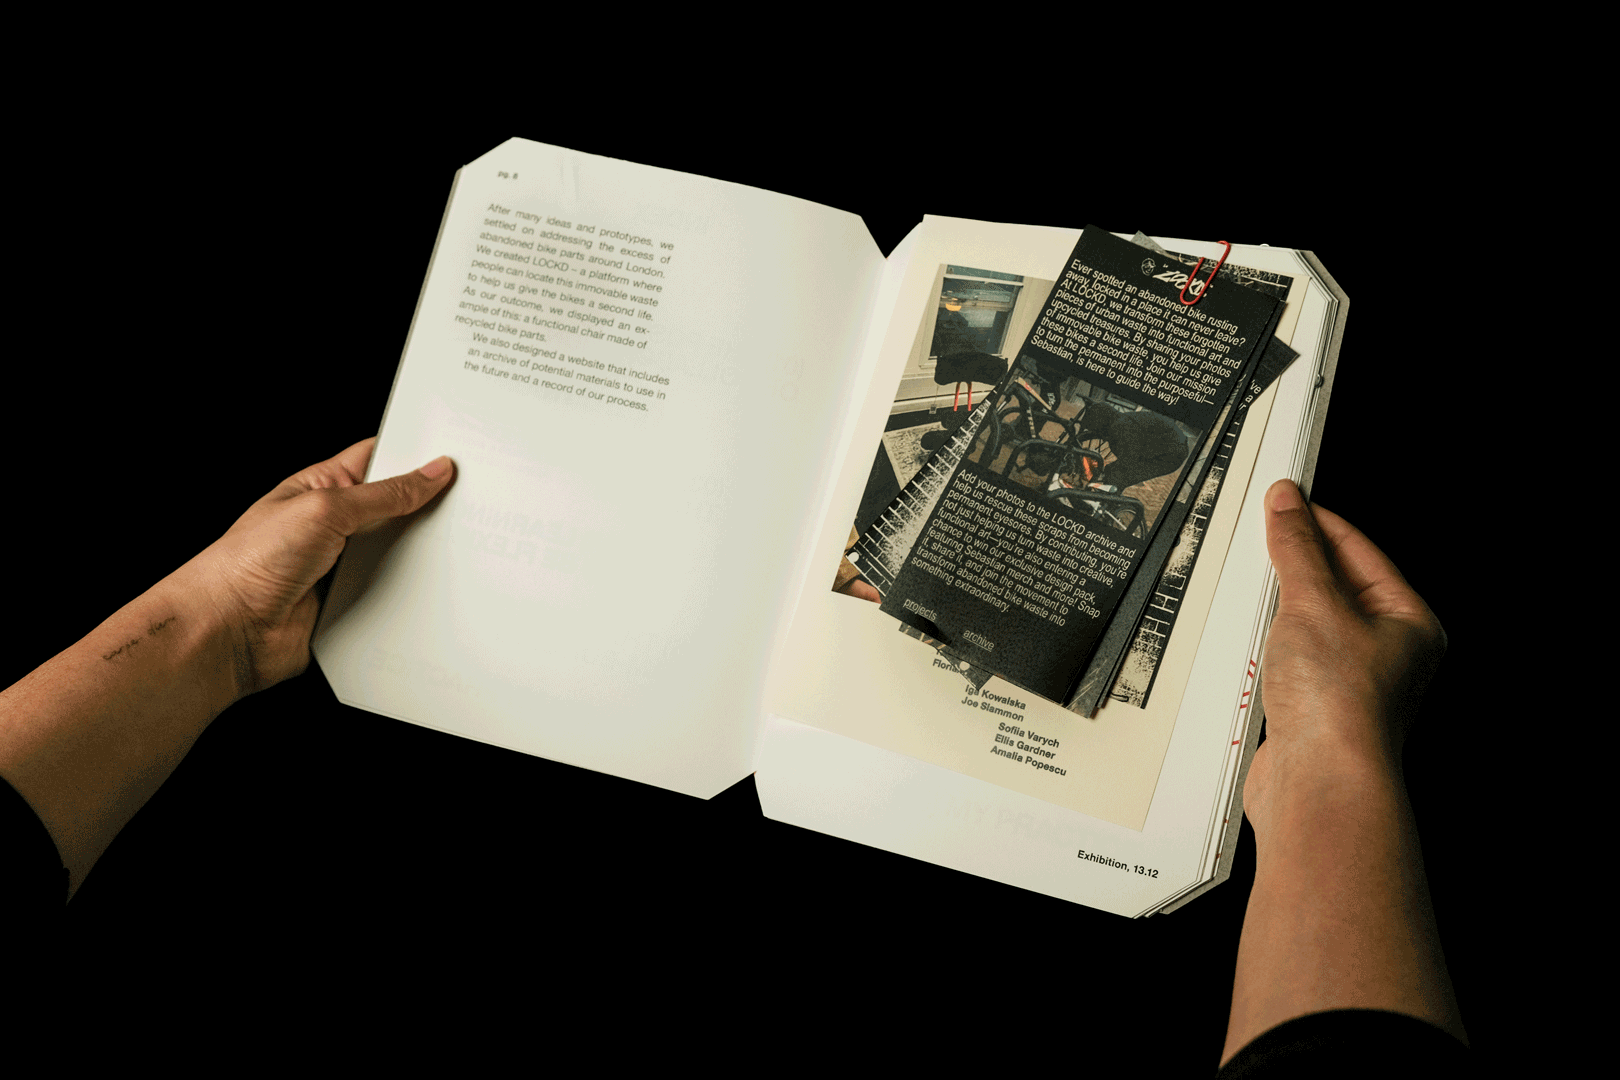 pg. 8
After many ideas and prototypes, we
settled on addressing the excess of
abandoned bike parts around London.
We created LOCKD – a platform where
people can locate this immovable waste
to help us give the bikes a second life.
As our outcome, we displayed an ex-
ample of this: a functional chair made of
recycled bike parts.
We also designed a website that includes
an archive of potential materials to use in
the future and a record of our process.
LOCKD
Ever spotted an abandoned bike rusting
away, locked in a place it can never leave?
At LOCKD, we transform these forgotten
pieces of urban waste into functional art and
upcycled treasures. By sharing your photos
of immovable bike waste, you help us give
these bikes a second life. Join our mission
to turn the permanent into the purposeful—
Sebastian, is here to guide the way!
Add your photos to the LOCKD archive and
help us rescue these scraps from becoming
permanent eyesores. By contributing, you're
not just helping us turn waste into creative,
functional art—you're also entering a
chance to win our exclusive design pack,
featuring Sebastian merch and more! Snap
it, share it, and join the movement to
transform abandoned bike waste into
something extraordinary.
projects
archive
Iga Kowalska
Joe Slammon
Sofiia Varych
Ellis Gardner
Amalia Popescu
Exhibition, 13.12